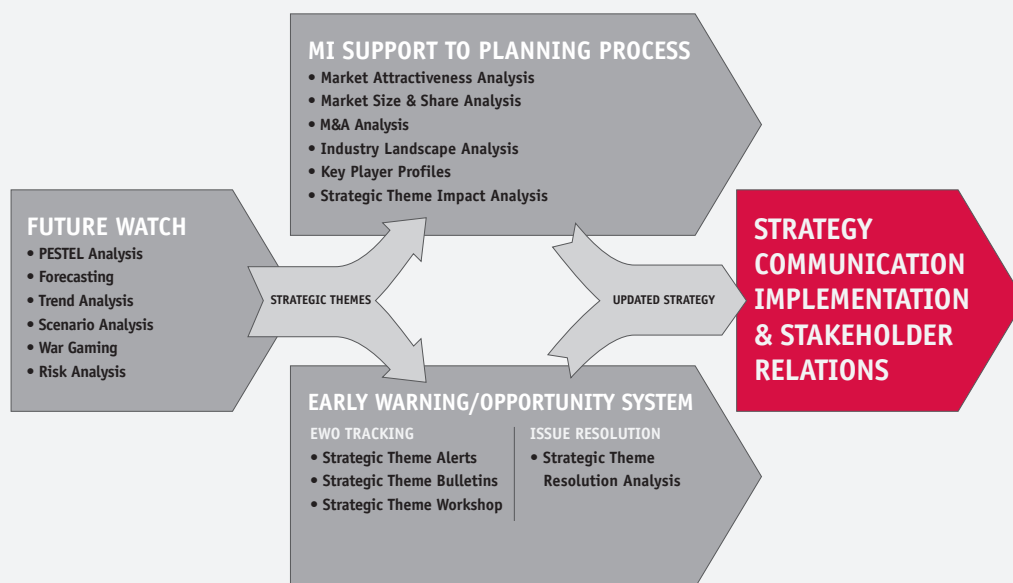 MI SUPPORT TO PLANNING PROCESS
• Market Attractiveness Analysis
• Market Size & Share Analysis
• M&A Analysis
• Industry Landscape Analysis
• Key Player Profiles
• Strategic Theme Impact Analysis
FUTURE WATCH
• PESTEL Analysis
• Forecasting
• Trend Analysis
• Scenario Analysis
• War Gaming
• Risk Analysis
STRATEGIC THEMES
UPDATED STRATEGY
STRATEGY
COMMUNICATION
IMPLEMENTATION
& STAKEHOLDER
RELATIONS
EARLY WARNING/OPPORTUNITY SYSTEM
EWO TRACKING
• Strategic Theme Alerts
• Strategic Theme Bulletins
• Strategic Theme Workshop
ISSUE RESOLUTION
• Strategic Theme
Resolution Analysis